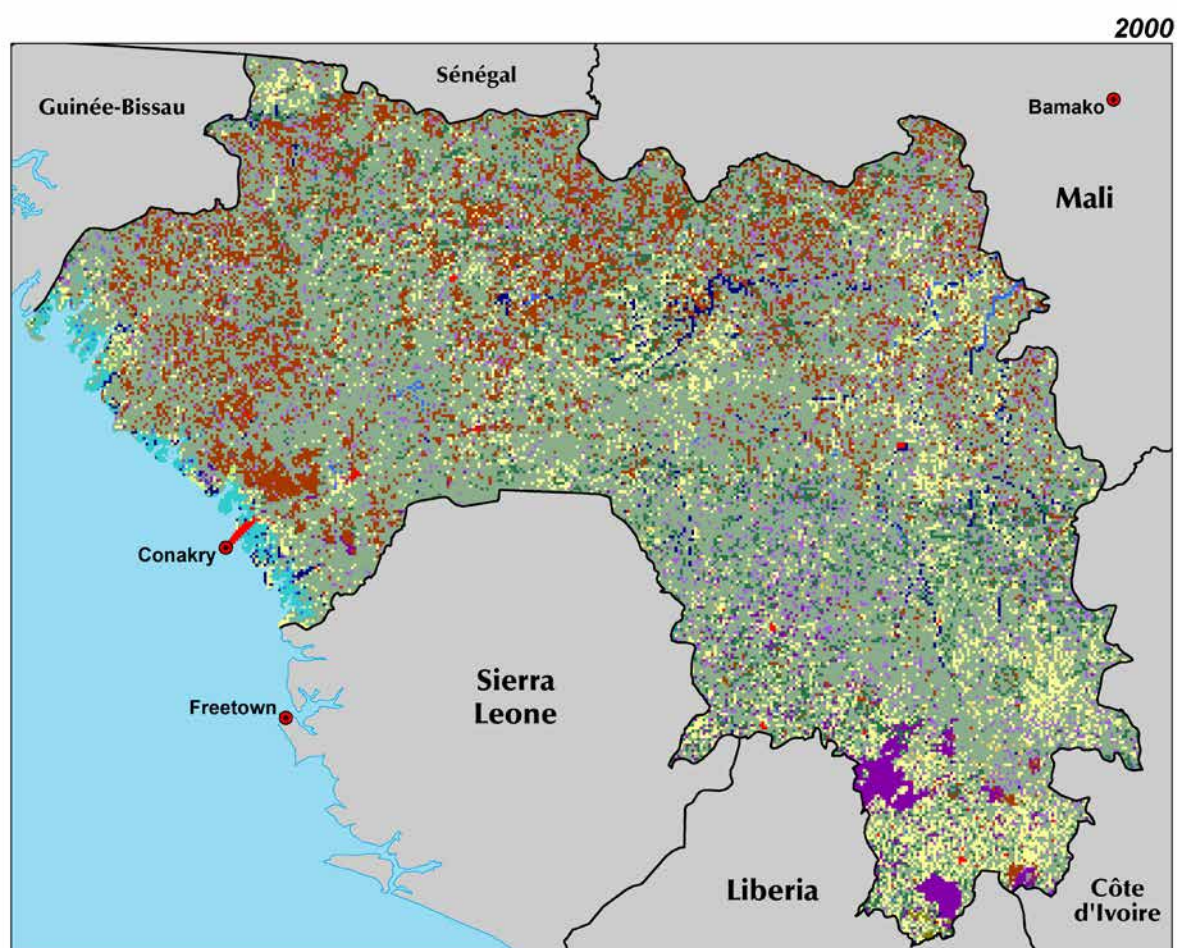 2000
Sénégal
Guinée-Bissau
Bamako
Mali
Conakry
Sierra
Leone
Freetown
Liberia
Côte
d'Ivoire